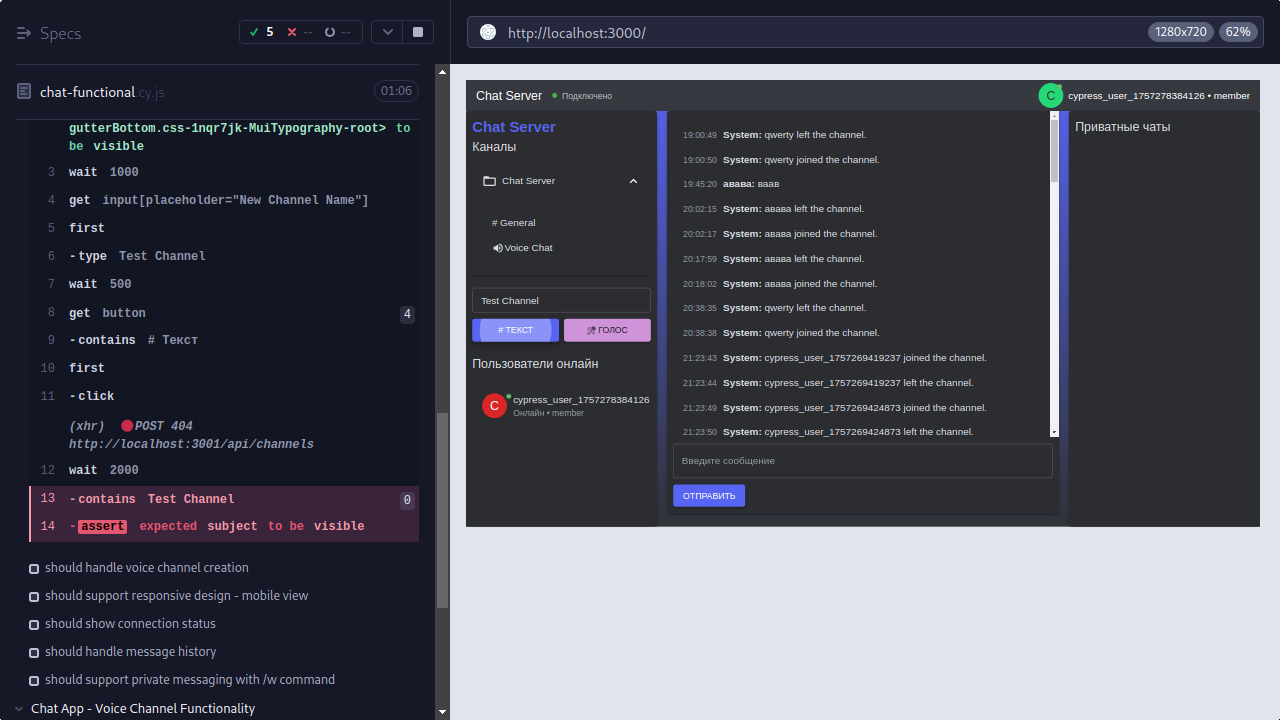 Specs
5
--
--
http://localhost:3000/
1280x720
62%
chat-functional.cy.js
01:06
gutterBottom.css-1nqr7jk-MuiTypography-root> to
be visible
3 wait 1000
4 get input[placeholder="New Channel Name"]
5 first
6 -type Test Channel
7 wait 500
8 get button 4
9 -contains # Текст
10 first
11 -click
(xhr) POST 404
http://localhost:3001/api/channels
12 wait 2000
13 -contains Test Channel 0
14 -assert expected subject to be visible
should handle voice channel creation
should support responsive design - mobile view
should show connection status
should handle message history
should support private messaging with /w command
Chat App - Voice Channel Functionality
Chat Server
Подключено
C
cypress_user_1757278384126 • member
Chat Server
Каналы
Chat Server
# General
Voice Chat
Test Channel
# ТЕКСТ
ГОЛОС
Пользователи онлайн
C
cypress_user_1757278384126
Онлайн • member
19:00:49 System: qwerty left the channel.
19:00:50 System: qwerty joined the channel.
19:45:20 авава: ваав
20:02:15 System: авава left the channel.
20:02:17 System: авава joined the channel.
20:17:59 System: авава left the channel.
20:18:02 System: авава joined the channel.
20:38:35 System: qwerty left the channel.
20:38:38 System: qwerty joined the channel.
21:23:43 System: cypress_user_1757269419237 joined the channel.
21:23:44 System: cypress_user_1757269419237 left the channel.
21:23:49 System: cypress_user_1757269424873 joined the channel.
21:23:50 System: cypress_user_1757269424873 left the channel.
Введите сообщение
ОТПРАВИТЬ
Приватные чаты